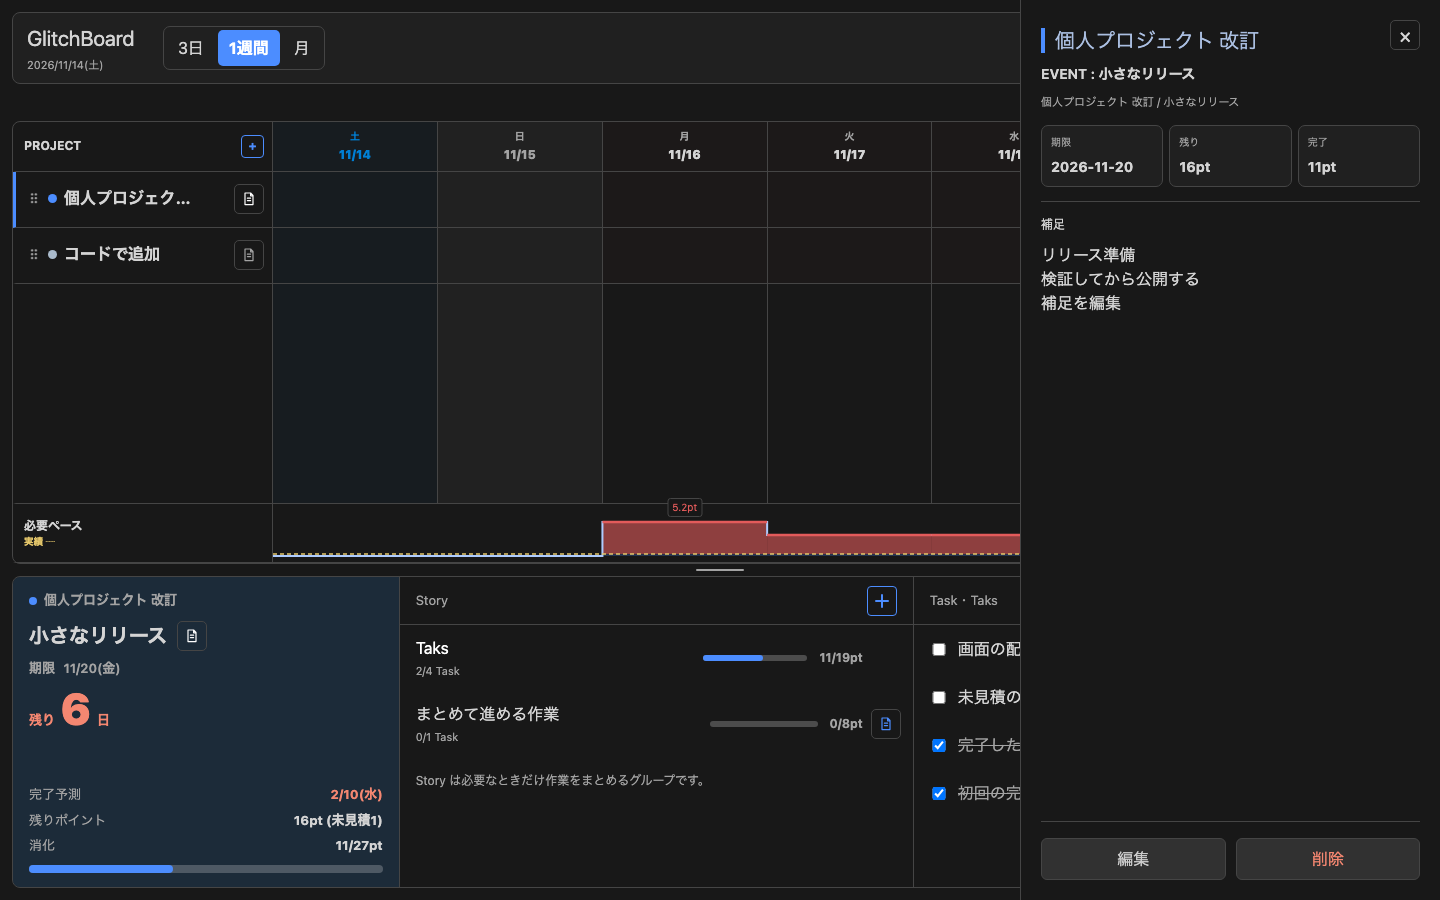 GlitchBoard
2026/11/14(土)
3日
1週間
月
PROJECT
+
土
11/14
日
11/15
月
11/16
火
11/17
水
個人プロジェク...
コードで追加
必要ペース
実績
5.2pt
個人プロジェクト 改訂
小さなリリース
期限 11/20(金)
残り 6 日
完了予測 2/10(水)
残りポイント 16pt (未見積1)
消化 11/27pt
Story
+
Taks
2/4 Task
11/19pt
まとめて進める作業
0/1 Task
0/8pt
Story は必要なときだけ作業をまとめるグループです。
Task・Taks
画面の配
未見積の
完了した
初回の完
個人プロジェクト 改訂
×
EVENT : 小さなリリース
個人プロジェクト 改訂 / 小さなリリース
期限
2026-11-20
残り
16pt
完了
11pt
補足
リリース準備
検証してから公開する
補足を編集
編集
削除